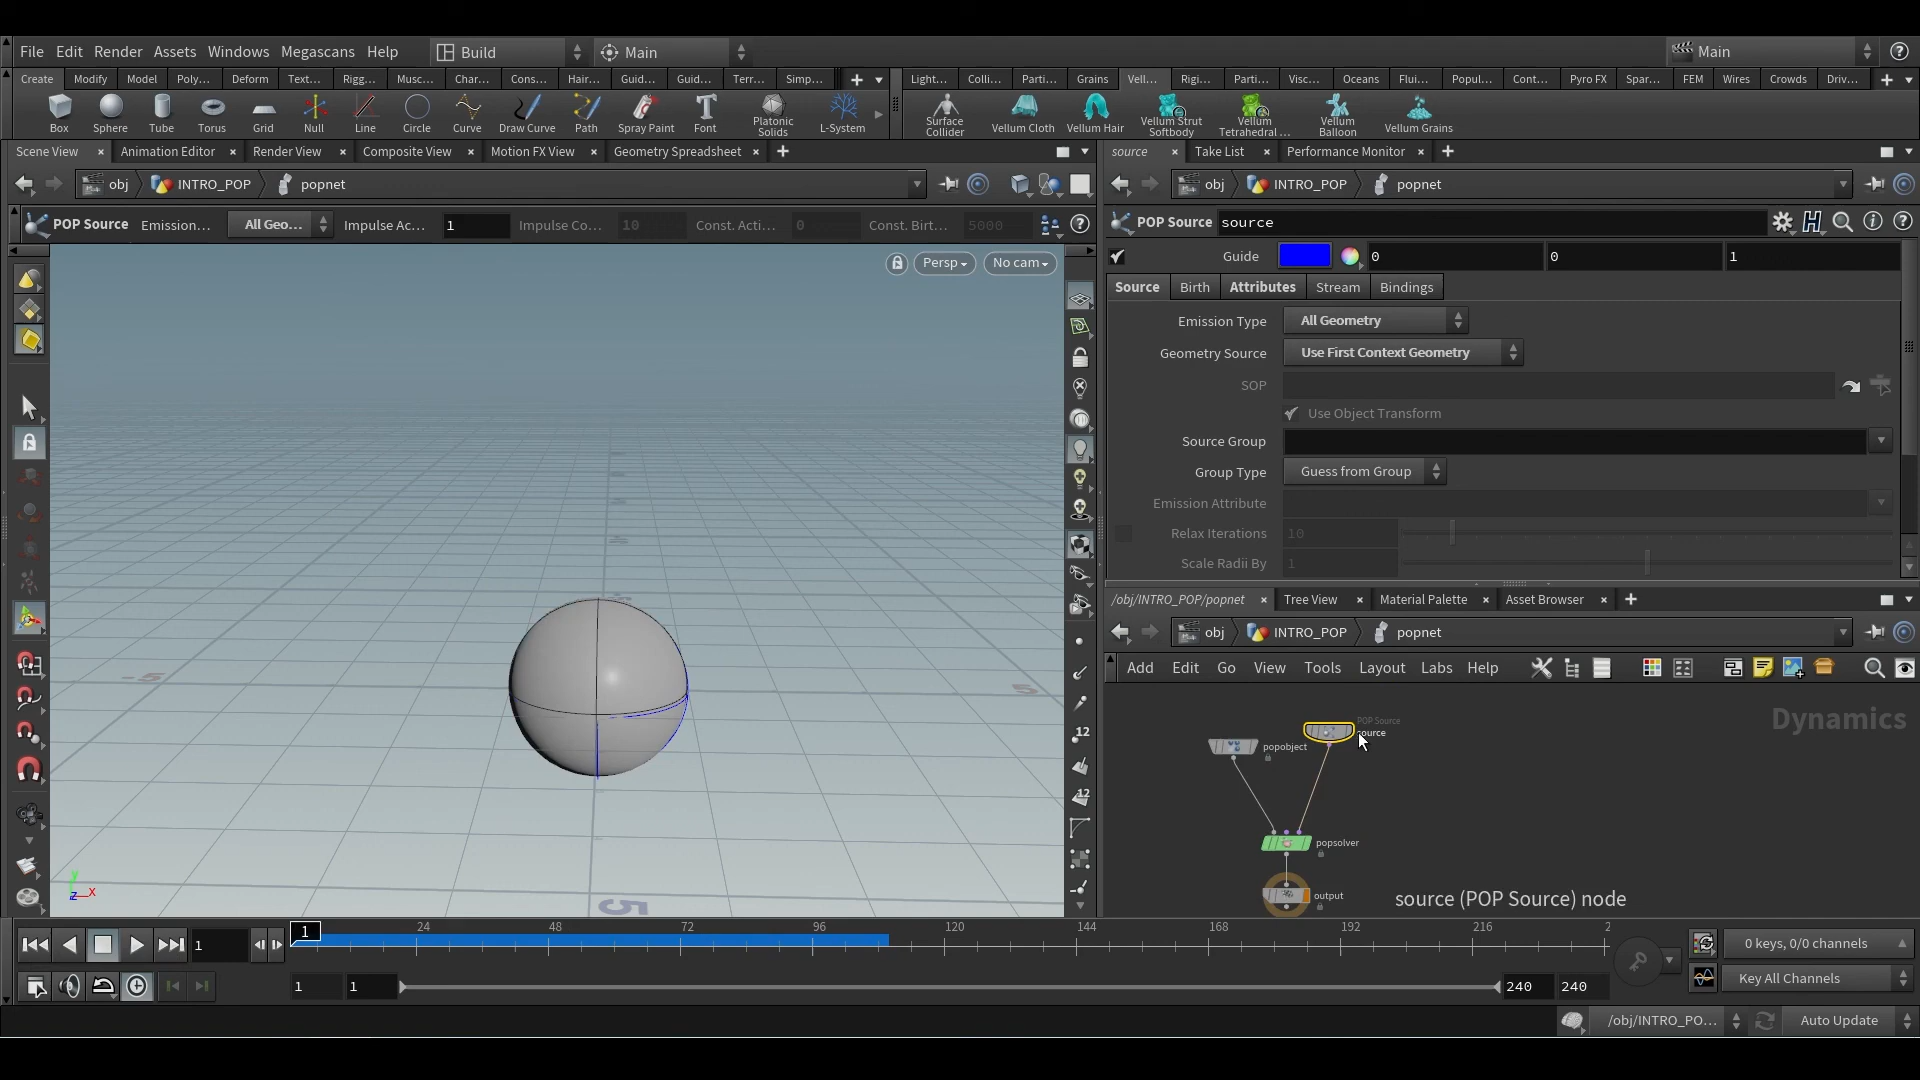 File Edit Render Assets Windows Megascans Help Build Main Main
Create Modify Model Poly... Deform Text... Rigg... Musc... Char... Cons... Hair... Guid... Guid... Terr... Simp... Light... Colli... Parti... Grains Vell... Rigi... Parti... Visc... Oceans Flui... Popul... Cont... Pyro FX Spar... FEM Wires Crowds Driv...
Box Sphere Tube Torus Grid Null Line Circle Curve Draw Curve Path Spray Paint Font Platonic Solids L-System Surface Collider Vellum Cloth Vellum Hair Vellum Strut Softbody Vellum Tetrahedral ... Vellum Balloon Vellum Grains
Scene View Animation Editor Render View Composite View Motion FX View Geometry Spreadsheet
obj INTRO_POP popnet
POP Source Emission... All Geo... Impulse Ac... 1 Impulse Co... 10 Const. Acti... 0 Const. Birt... 5000
Persp No cam
5
5
5
y
z x
12
12
source Take List Performance Monitor
obj INTRO_POP popnet
POP Source source
Guide 0 0 1
Source Birth Attributes Stream Bindings
Emission Type All Geometry
Geometry Source Use First Context Geometry
SOP
Use Object Transform
Source Group
Group Type Guess from Group
Emission Attribute
Relax Iterations 10
Scale Radii By 1
/obj/INTRO_POP/popnet Tree View Material Palette Asset Browser
obj INTRO_POP popnet
Add Edit Go View Tools Layout Labs Help
Dynamics
POP Source
source
popobject
popsolver
output
source (POP Source) node
1 1 24 48 72 96 120 144 168 192 216 2
0 keys, 0/0 channels
1 1 240 240 Key All Channels
/obj/INTRO_PO... Auto Update